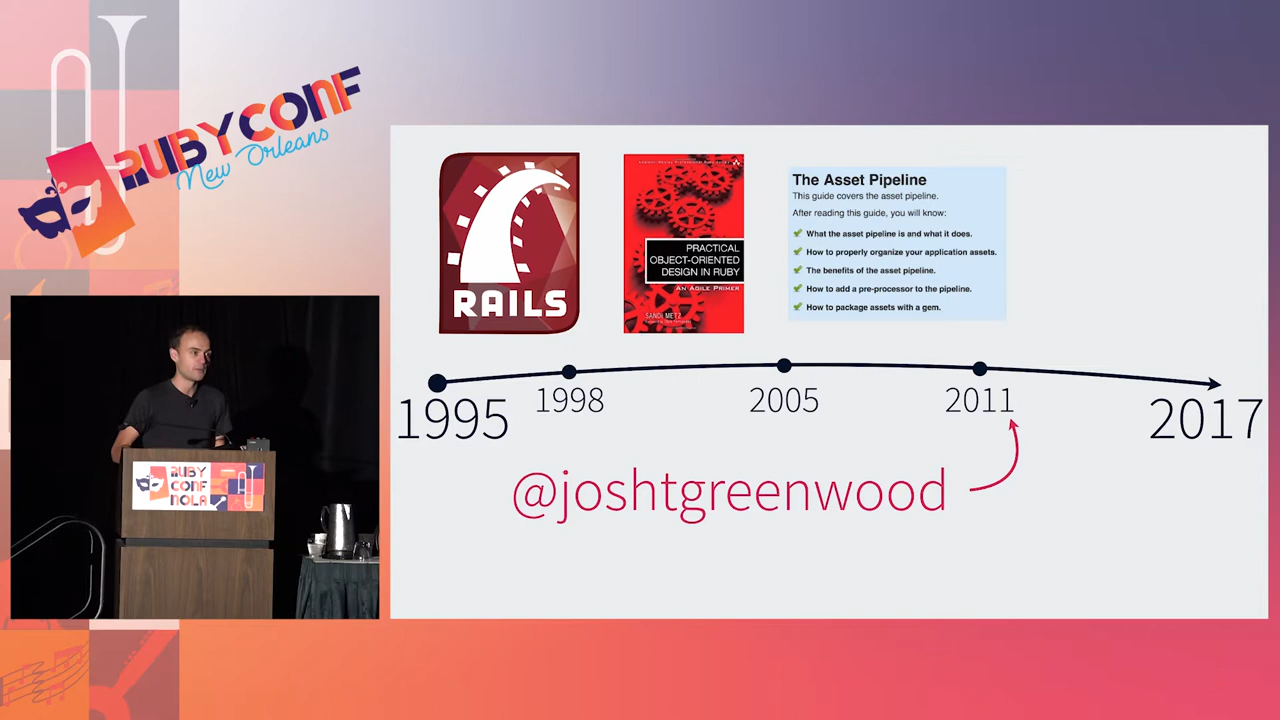 RUBYCONF
New Orleans
RAILS
PRACTICAL
OBJECT-ORIENTED
DESIGN IN RUBY
AN AGILE PRIMER
SANDI METZ
The Asset Pipeline
This guide covers the asset pipeline.
After reading this guide, you will know:
What the asset pipeline is and what it does.
How to properly organize your application assets.
The benefits of the asset pipeline.
How to add a pre-processor to the pipeline.
How to package assets with a gem.
1995
1998
2005
2011
2017
@joshtgreenwood
RUBY
CONF
NOLA